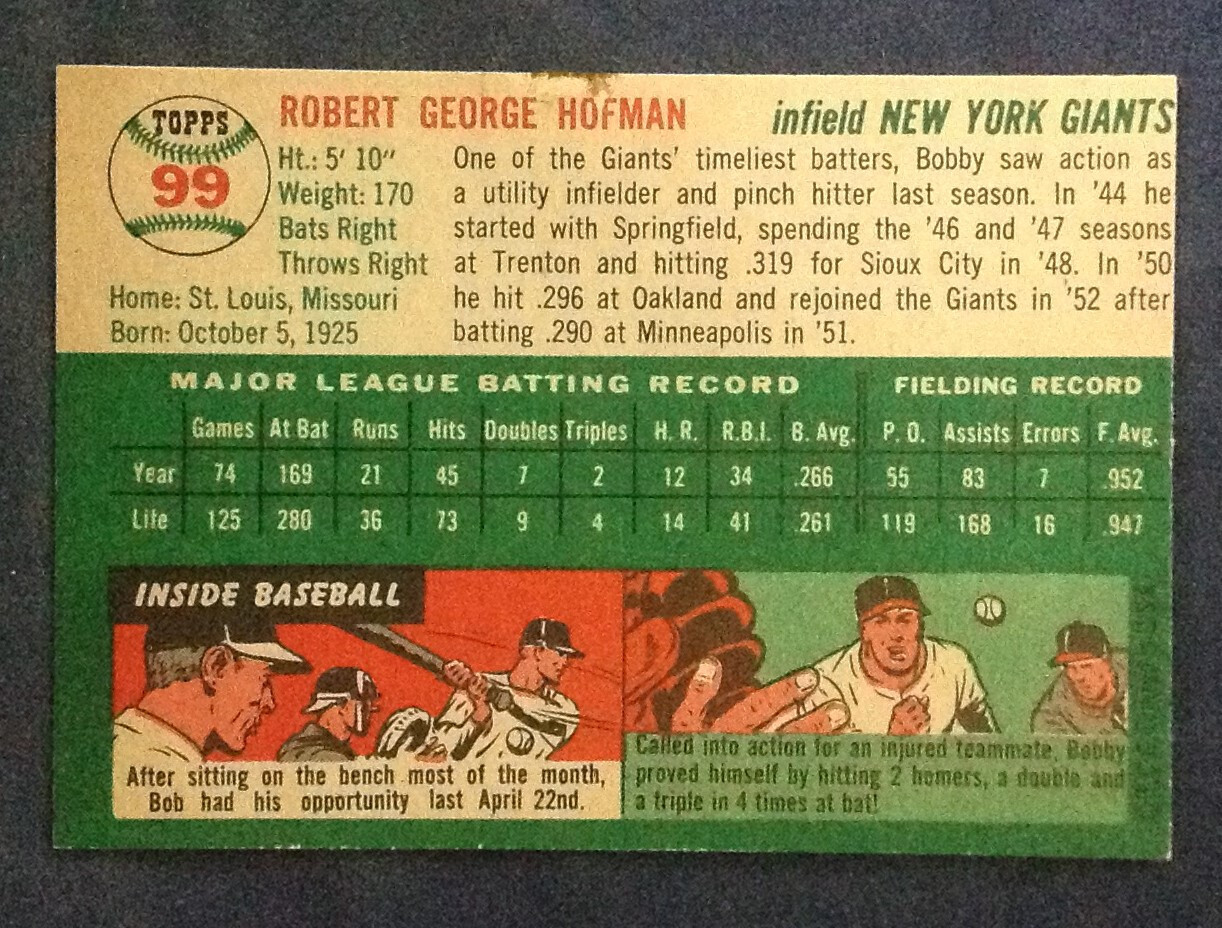 TOPPS
99
ROBERT GEORGE HOFMAN
infield NEW YORK GIANTS
Ht.: 5' 10"
Weight: 170
Bats Right
Throws Right
Home: St. Louis, Missouri
Born: October 5, 1925
One of the Giants' timeliest batters, Bobby saw action as
a utility infielder and pinch hitter last season. In '44 he
started with Springfield, spending the '46 and '47 seasons
at Trenton and hitting .319 for Sioux City in '48. In '50
he hit .296 at Oakland and rejoined the Giants in '52 after
batting .290 at Minneapolis in '51.
MAJOR LEAGUE BATTING RECORD FIELDING RECORD
Games At Bat Runs Hits Doubles Triples H. R. R.B.I. B. Avg. P. O. Assists Errors F. Avg.
Year 74 169 21 45 7 2 12 34 .266 55 83 7 .952
Life 125 280 36 73 9 4 14 41 .261 119 168 16 .947
INSIDE BASEBALL
After sitting on the bench most of the month,
Bob had his opportunity last April 22nd.
Called into action for an injured teammate, Bobby
proved himself by hitting 2 homers, a double and
a triple in 4 times at bat!